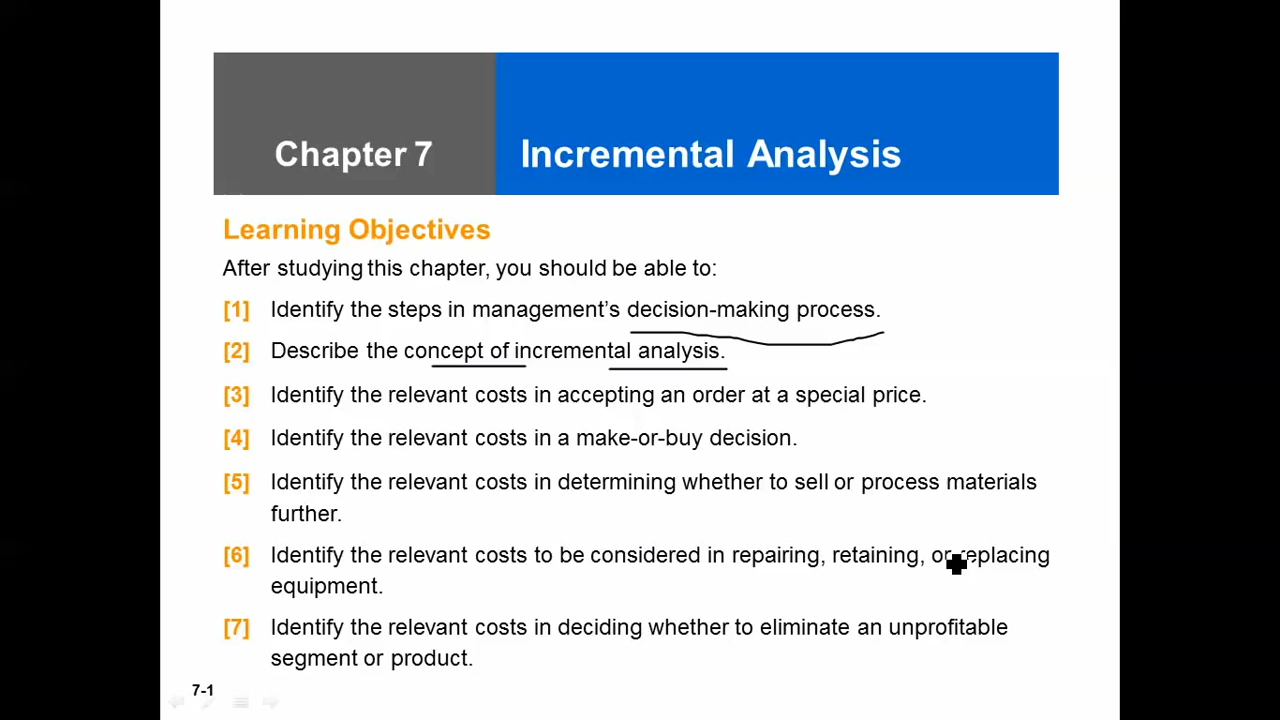 Chapter 7
Incremental Analysis
Learning Objectives
After studying this chapter, you should be able to:
[1] Identify the steps in management’s decision-making process.
[2] Describe the concept of incremental analysis.
[3] Identify the relevant costs in accepting an order at a special price.
[4] Identify the relevant costs in a make-or-buy decision.
[5] Identify the relevant costs in determining whether to sell or process materials
further.
[6] Identify the relevant costs to be considered in repairing, retaining, or replacing
equipment.
[7] Identify the relevant costs in deciding whether to eliminate an unprofitable
segment or product.
7-1